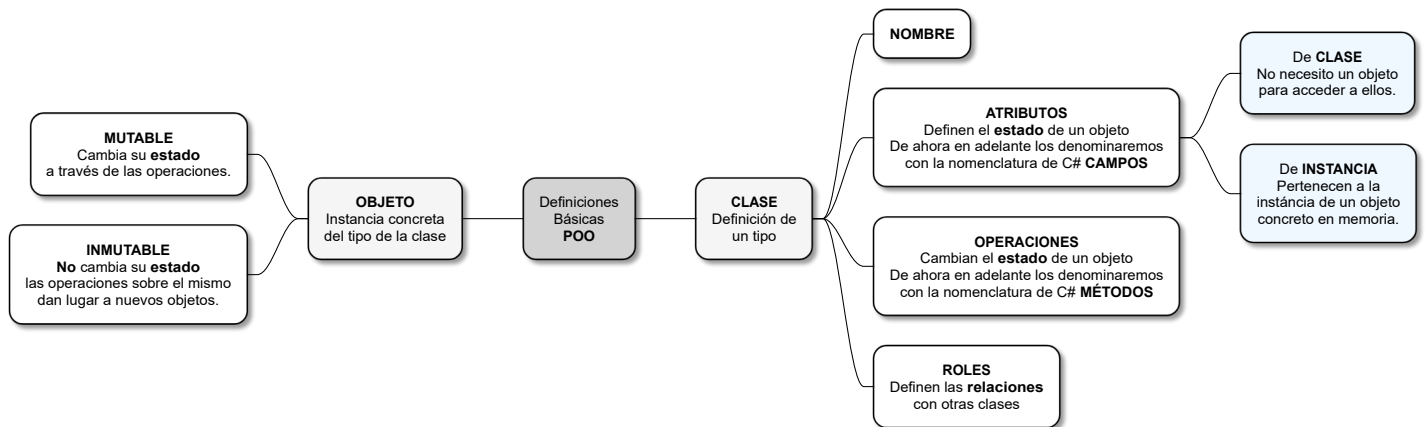 MUTABLE
Cambia su estado
a través de las operaciones.
INMUTABLE
No cambia su estado
las operaciones sobre el mismo
dan lugar a nuevos objetos.
OBJETO
Instancia concreta
del tipo de la clase
Definiciones
Básicas
POO
CLASE
Definición de
un tipo
NOMBRE
ATRIBUTOS
Definen el estado de un objeto
De ahora en adelante los denominaremos
con la nomenclatura de C# CAMPOS
De CLASE
No necesito un objeto
para acceder a ellos.
De INSTANCIA
Pertenecen a la
instáncia de un objeto
concreto en memoria.
OPERACIONES
Cambian el estado de un objeto
De ahora en adelante los denominaremos
con la nomenclatura de C# MÉTODOS
ROLES
Definen las relaciones
con otras clases